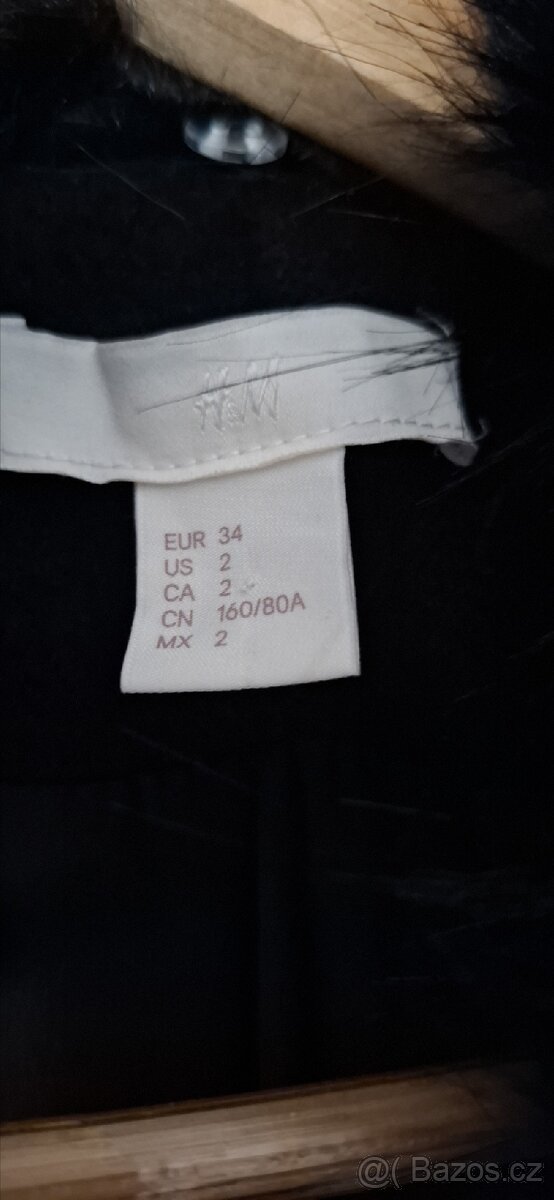 H&M
EUR 34
US 2
CA 2
CN 160/80A
MX 2
@( Bazos.cz